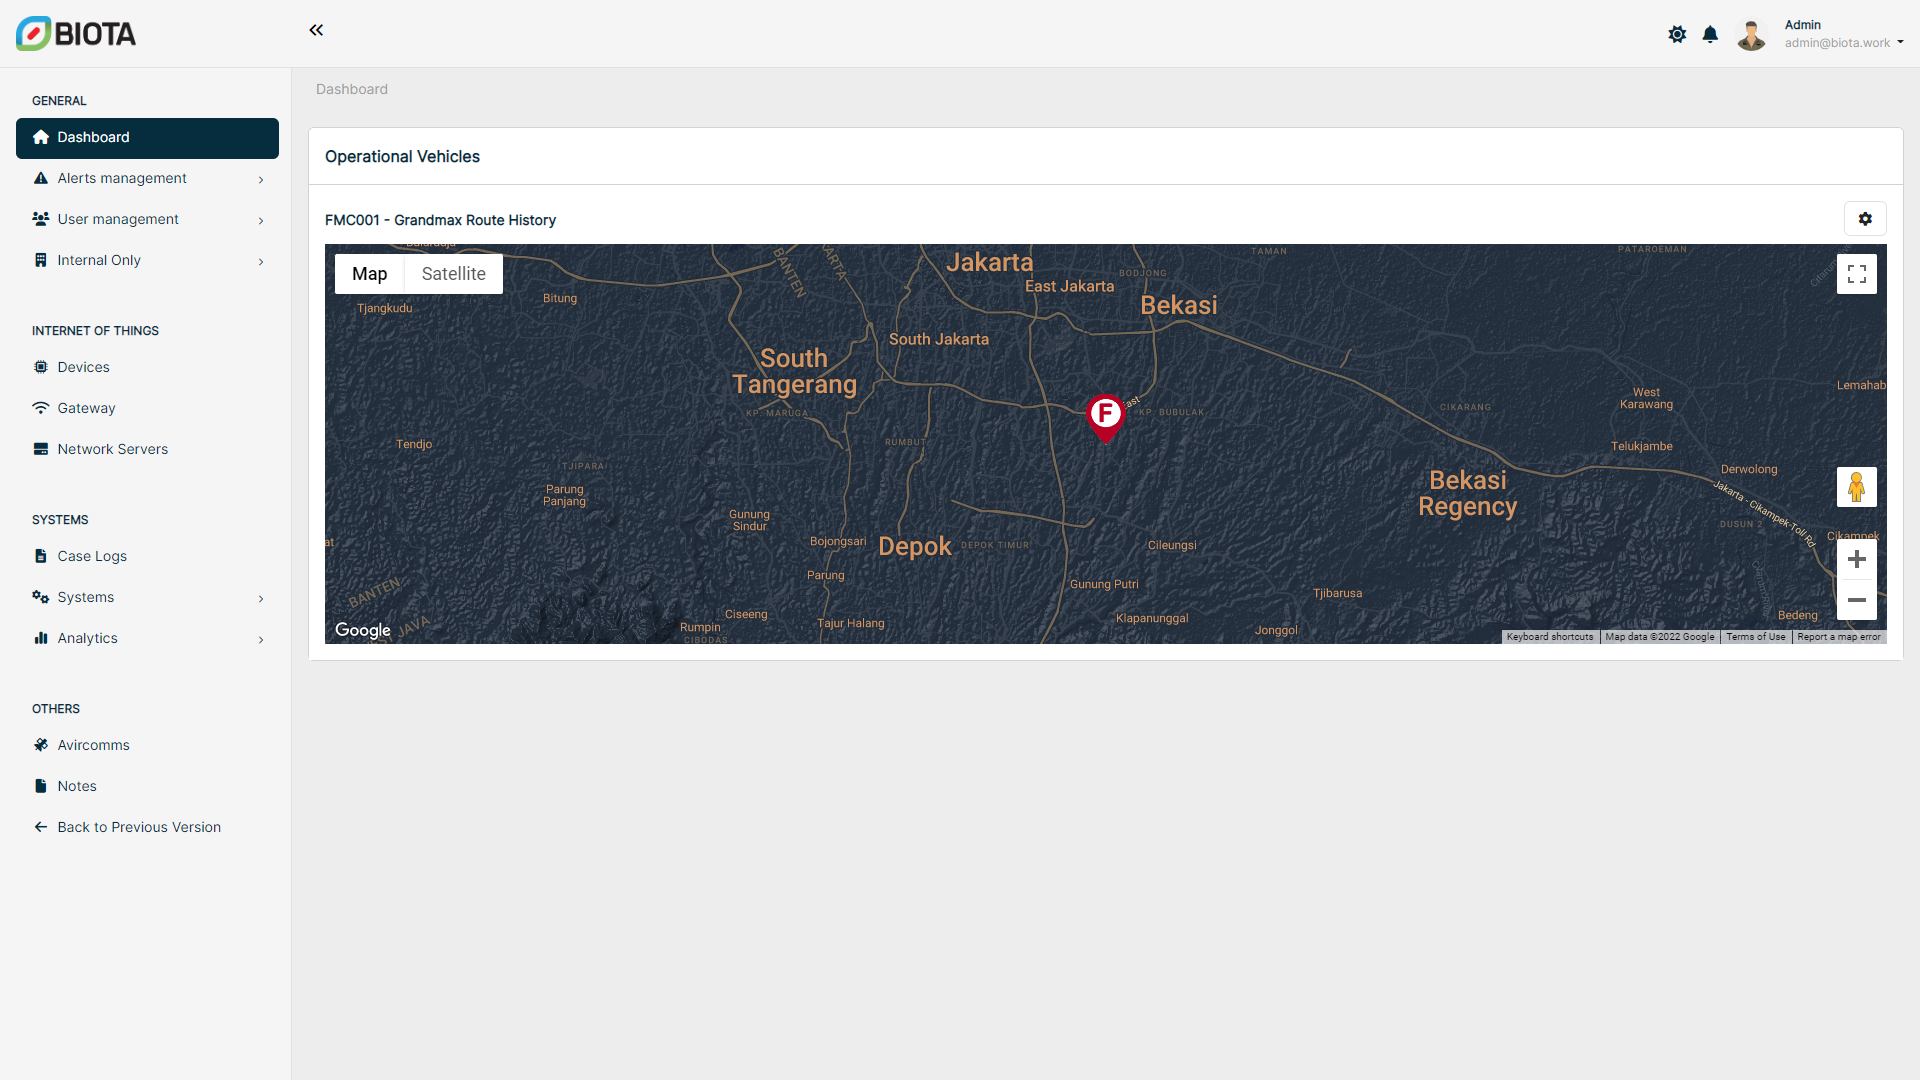 BIOTA
Admin
admin@biota.work
GENERAL
Dashboard
Alerts management
User management
Internal Only
INTERNET OF THINGS
Devices
Gateway
Network Servers
SYSTEMS
Case Logs
Systems
Analytics
OTHERS
Avircomms
Notes
Back to Previous Version
Dashboard
Operational Vehicles
FMC001 - Grandmax Route History
Map
Satellite
Jakarta
TAMAN
PATAROEMAN
BANTEN
BODJONG
East Jakarta
Bitung
Tjangkudu
Bekasi
South Jakarta
South
Tangerang
KP. MARUGA
F
East
KP. BUBULAK
CIKARANG
West
Karawang
Lemahab
Tendjo
RUMBUT
Telukjambe
TJIPARA
Derwolong
Parung
Panjang
Bekasi
Regency
Jakarta - Cikampek-Toll Rd
Gunung
Sindur
DUSUN 2
Cikampek
Bojongsari
Depok
DEPOK TIMUR
Cileungsi
Parung
Gunung Putri
Tjibarusa
BANTEN
JAVA
Ciseeng
Rumpin
CIBODAS
Tajur Halang
Klapanunggal
Jonggol
Bedeng
Google
Keyboard shortcuts
Map data ©2022 Google
Terms of Use
Report a map error